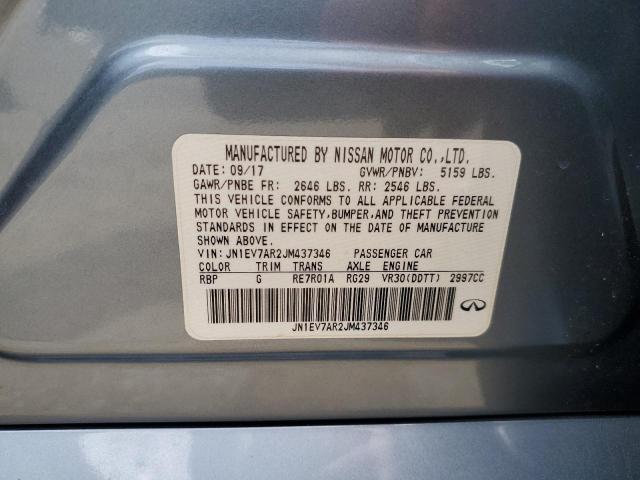 MANUFACTURED BY NISSAN MOTOR CO.,LTD.
DATE: 09/17 GVWR/PNBV: 5159 LBS.
GAWR/PNBE FR: 2646 LBS. RR: 2546 LBS.
THIS VEHICLE CONFORMS TO ALL APPLICABLE FEDERAL
MOTOR VEHICLE SAFETY,BUMPER,AND THEFT PREVENTION
STANDARDS IN EFFECT ON THE DATE OF MANUFACTURE
SHOWN ABOVE.
VIN: JN1EV7AR2JM437346 PASSENGER CAR
COLOR TRIM TRANS AXLE ENGINE
RBP G RE7R01A RG29 VR30(DDTT) 2997CC
JN1EV7AR2JM437346